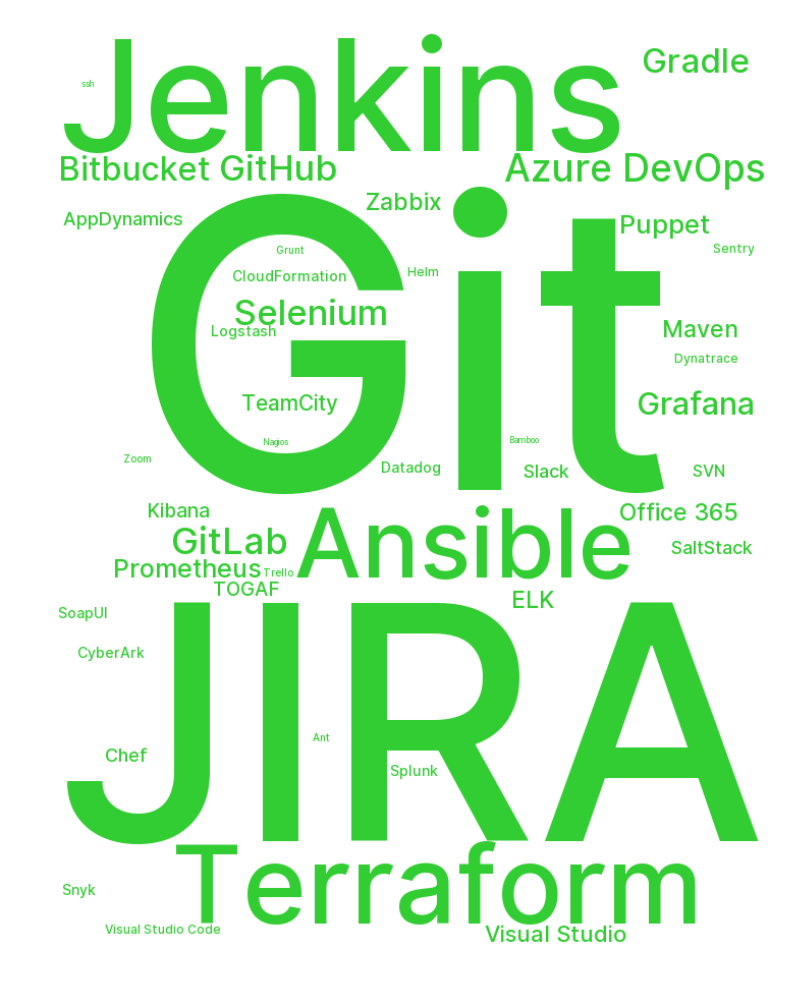 Jenkins
Gradle
ssh
Bitbucket GitHub
Azure DevOps
Zabbix
AppDynamics
Puppet
Sentry
Grunt
CloudFormation
Helm
Git
Selenium
Logstash
Maven
Dynatrace
TeamCity
Grafana
Nagios
Bamboo
Zoom
Datadog
Slack
SVN
Kibana
Office 365
GitLab
Ansible
SaltStack
Prometheus
Trello
TOGAF
ELK
SoapUI
CyberArk
JIRA
Ant
Chef
Splunk
Terraform
Snyk
Visual Studio Code
Visual Studio